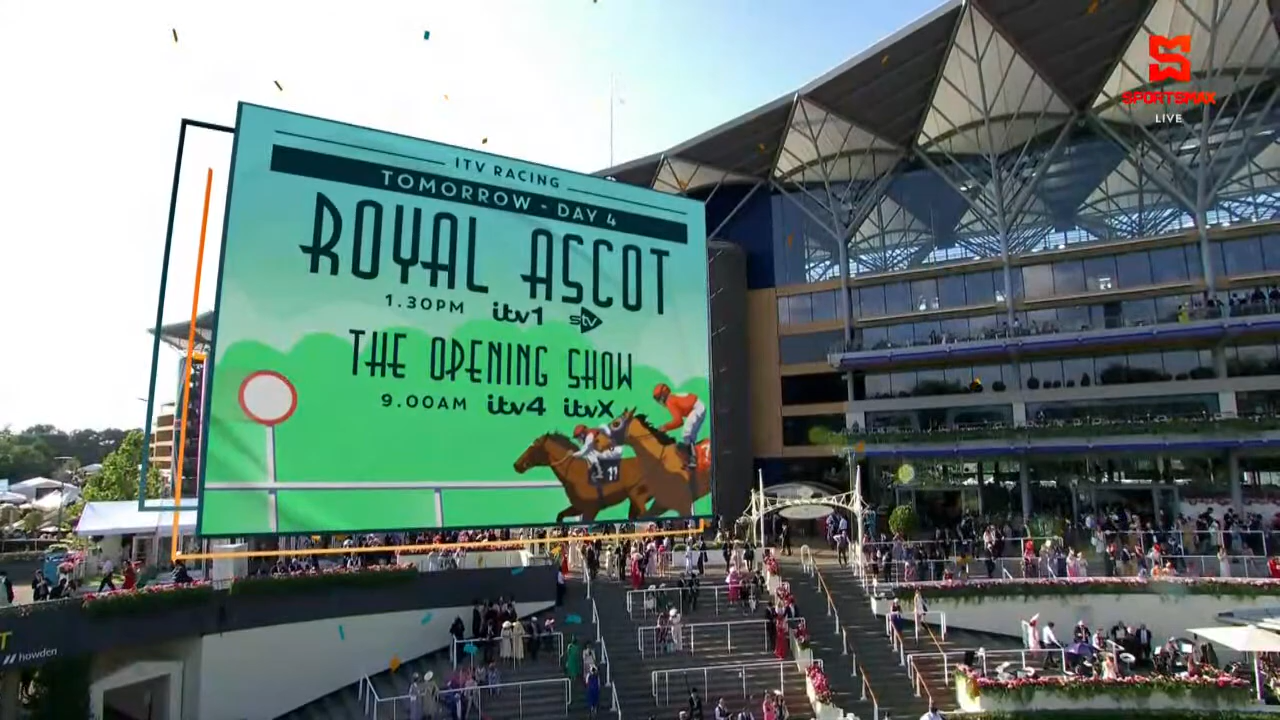 SPORTSMAX
LIVE
ITV RACING
TOMORROW - DAY 4
ROYAL ASCOT
1.30PM itv1 stv
THE OPENING SHOW
9.00AM itv4 itvX
11
howden